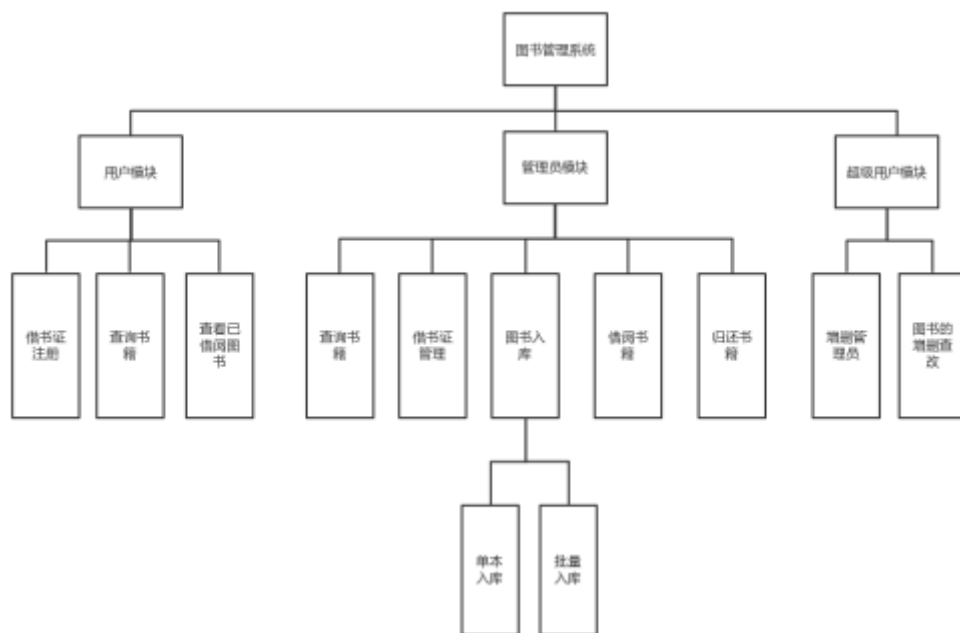 图书管理系统
用户模块
管理员模块
超级用户模块
借书证
注册
查询书
籍
查看已
借阅图
书
查询书
籍
借书证
管理
图书入
库
借阅书
籍
归还书
籍
增删管
理员
图书的
增删查
改
单本
入库
批量
入库